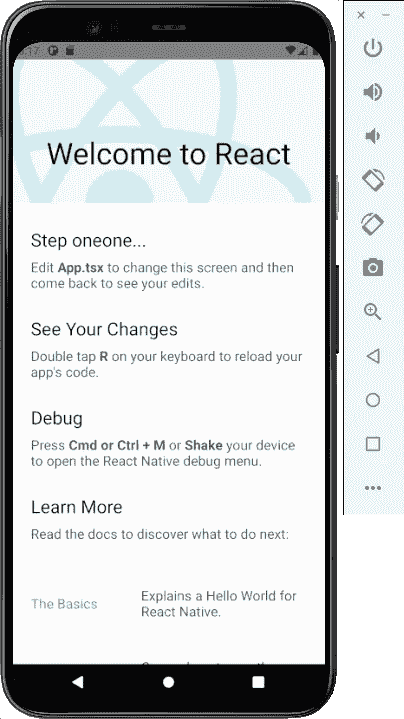 Welcome to React
Step oneone...
Edit App.tsx to change this screen and then
come back to see your edits.
See Your Changes
Double tap R on your keyboard to reload your
app's code.
Debug
Press Cmd or Ctrl + M or Shake your device
to open the React Native debug menu.
Learn More
Read the docs to discover what to do next:
The Basics
Explains a Hello World for
React Native.